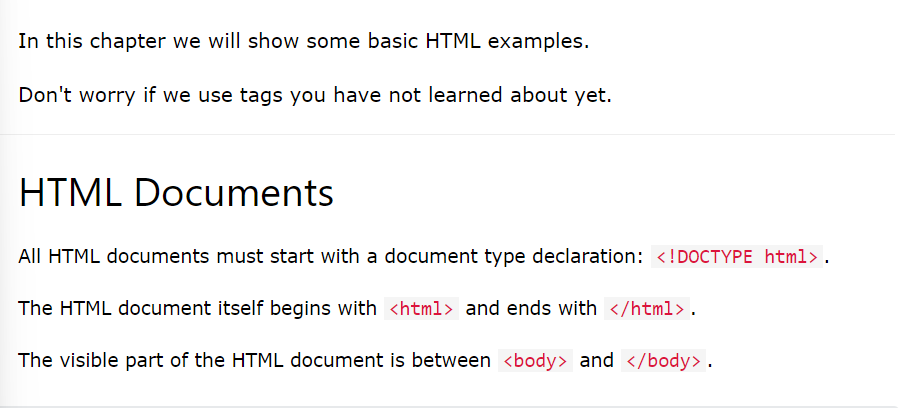 In this chapter we will show some basic HTML examples.
Don't worry if we use tags you have not learned about yet.
HTML Documents
All HTML documents must start with a document type declaration: <!DOCTYPE html>.
The HTML document itself begins with <html> and ends with </html>.
The visible part of the HTML document is between <body> and </body>.